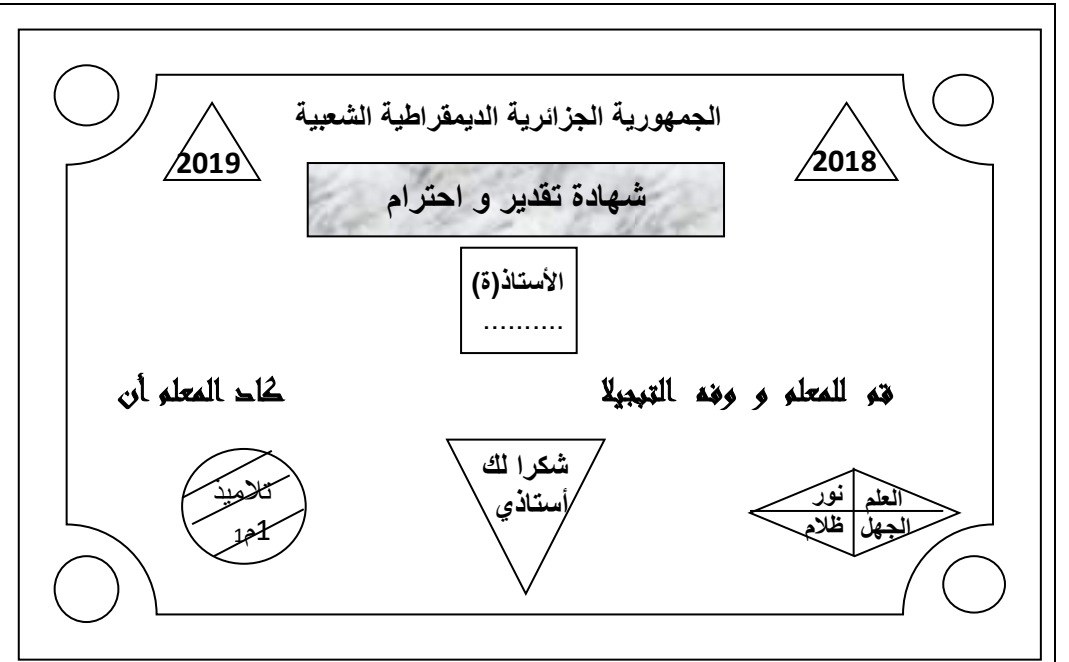 الجمهورية الجزائرية الديمقراطية الشعبية
2018
2019
شهادة تقدير و احترام
الأستاذ(ة)
..........
قم للمعلم و وفه التبجيلا
كاد المعلم أن
شكرا لك
أستاذي
العلم نور
الجهل ظلام
تلاميذ
1م1